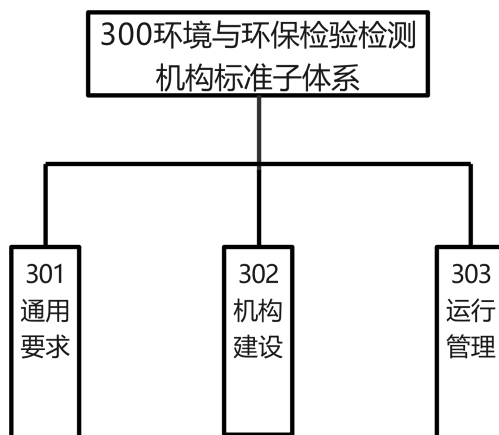 300环境与环保检验检测
机构标准子体系
301
通用
要求
302
机构
建设
303
运行
管理